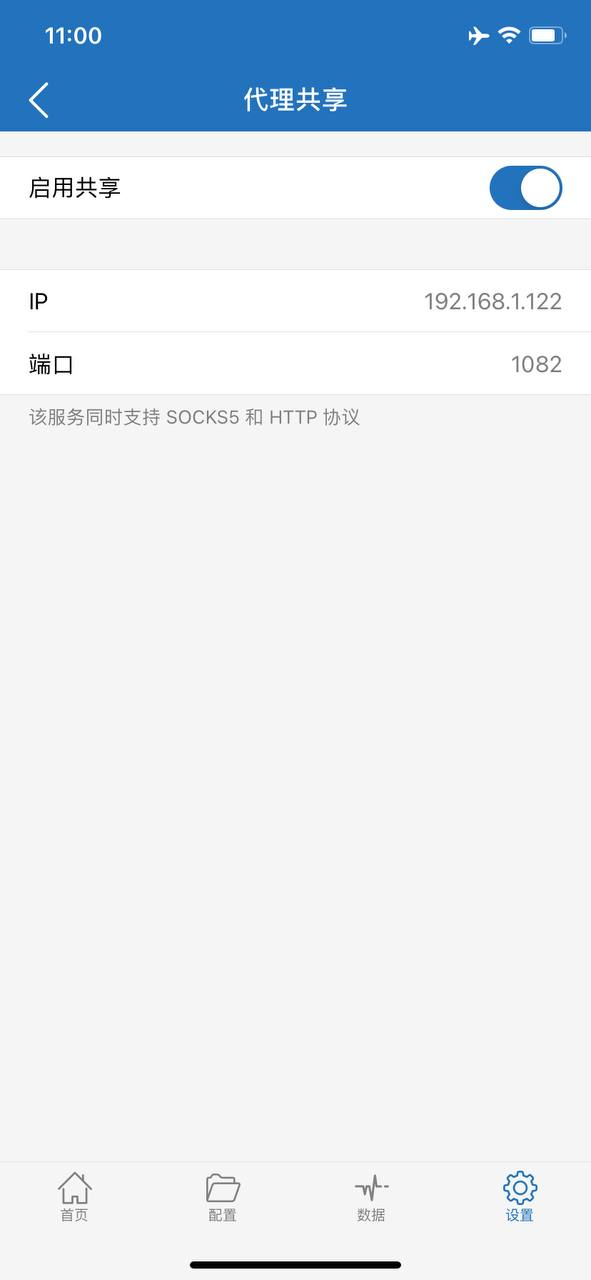 11:00
代理共享
启用共享
IP 192.168.1.122
端口 1082
该服务同时支持 SOCKS5 和 HTTP 协议
首页 配置 数据 设置